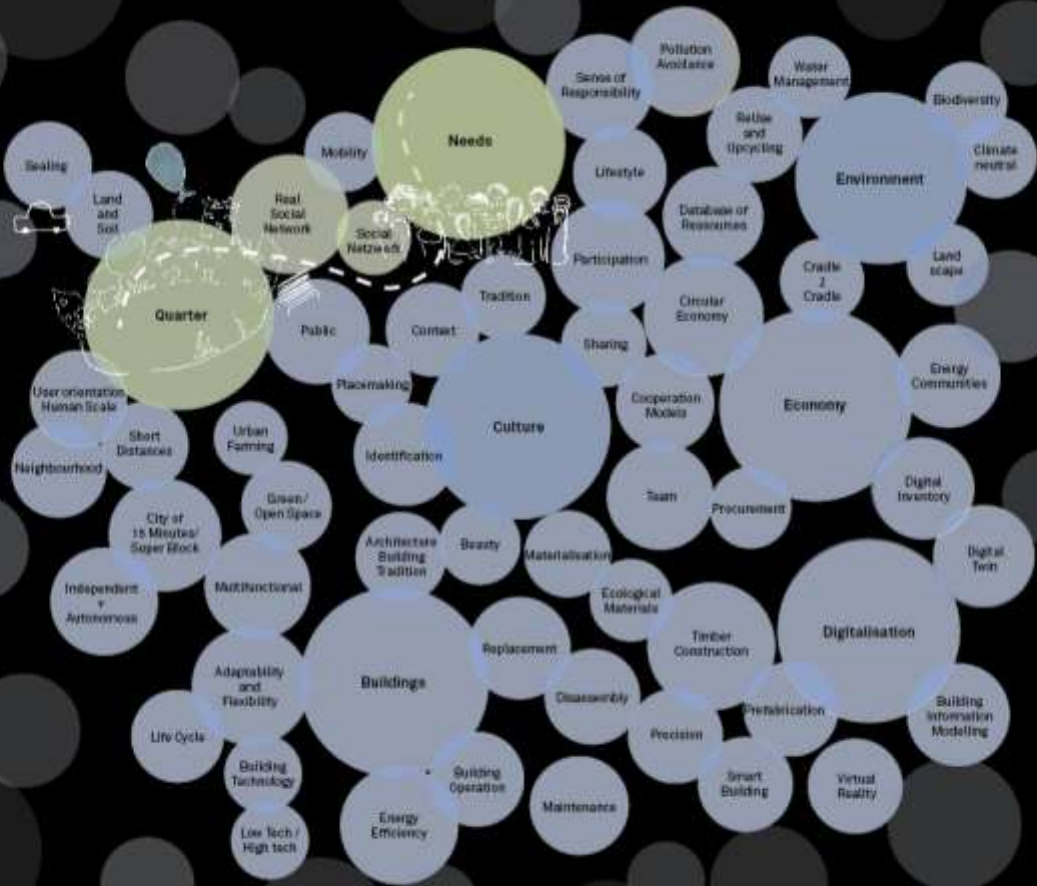 Pollution
Avoidance
Sense of
Responsibility
Water
Management
Biodiversity
Needs
ReUse
and
Upcycling
Climate
neutral
Mobility
Sealing
Lifestyle
Environment
Land
and
Soil
Real
Social
Network
Database of
Ressources
Social
Netzwerk
Participation
Land
scape
Cradle
2
Cradle
Tradition
Circular
Economy
Quarter
Public
Context
Sharing
Placemaking
Energy
Communities
User orientation
Human Scale
Cooperation
Models
Economy
Culture
Short
Distances
Urban
Farming
Identification
Neighbourhood
Digital
Inventory
Team
Procurement
Green/
Open Space
City of
15 Minutes/
Super Block
Architecture
Building
Tradition
Beauty
Materialisation
Digital
Twin
Independent
+
Autonomous
Multifunctional
Ecological
Materials
Timber
Construction
Digitalisation
Replacement
Adaptability
and
Flexibility
Buildings
Disassembly
Prefabrication
Building
Information
Modelling
Life Cycle
Precision
Building
Technology
Building
Operation
Smart
Building
Virtual
Reality
Maintenance
Energy
Efficiency
Low Tech /
High tech